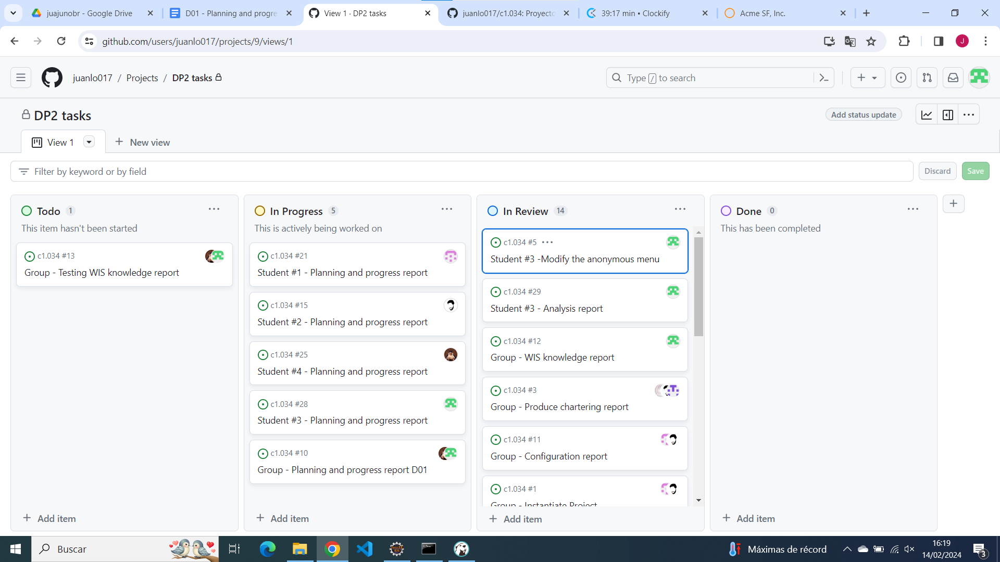 juajunobr - Google Drive
D01 - Planning and progre
View 1 · DP2 tasks
juanlo017/c1.034: Proyecto
39:17 min • Clockify
Acme SF, Inc.
github.com/users/juanlo017/projects/9/views/1
J
juanlo017 / Projects / DP2 tasks
Type / to search
DP2 tasks
Add status update
View 1
New view
Filter by keyword or by field
Discard
Save
Todo 1
This item hasn't been started
c1.034 #13
Group - Testing WIS knowledge report
Add item
In Progress 5
This is actively being worked on
c1.034 #21
Student #1 - Planning and progress report
c1.034 #15
Student #2 - Planning and progress report
c1.034 #25
Student #4 - Planning and progress report
c1.034 #28
Student #3 - Planning and progress report
c1.034 #10
Group - Planning and progress report D01
Add item
In Review 14
c1.034 #5
Student #3 -Modify the anonymous menu
c1.034 #29
Student #3 - Analysis report
c1.034 #12
Group - WIS knowledge report
c1.034 #3
Group - Produce chartering report
c1.034 #11
Group - Configuration report
c1.034 #1
Group - Instantiate Project
Add item
Done 0
This has been completed
Add item
Buscar
Máximas de récord
16:19
14/02/2024
3